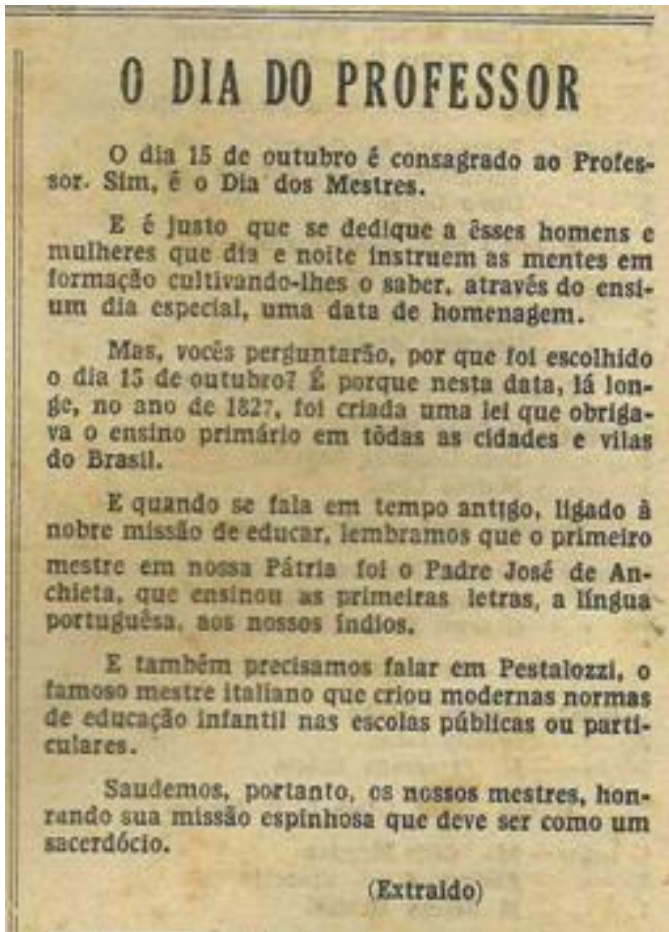 O DIA DO PROFESSOR
O dia 15 de outubro é consagrado ao Profes-
sor. Sim, é o Dia dos Mestres.
E é justo que se dedique a êsses homens e
mulheres que dia e noite instruem as mentes em
formação cultivando-lhes o saber, através do ensi-
um dia especial, uma data de homenagem.
Mas, vocês perguntarão, por que foi escolhido
o dia 15 de outubro? É porque nesta data, lá lon-
ge, no ano de 1827, foi criada uma lei que obriga-
va o ensino primário em tôdas as cidades e vilas
do Brasil.
E quando se fala em tempo antigo, ligado à
nobre missão de educar, lembramos que o primeiro
mestre em nossa Pátria foi o Padre José de An-
chieta, que ensinou as primeiras letras, a língua
portuguêsa, aos nossos índios.
E também precisamos falar em Pestalozzi, o
famoso mestre italiano que criou modernas normas
de educação infantil nas escolas públicas ou parti-
culares.
Saudemos, portanto, os nossos mestres, hon-
rando sua missão espinhosa que deve ser como um
sacerdócio.
(Extraido)